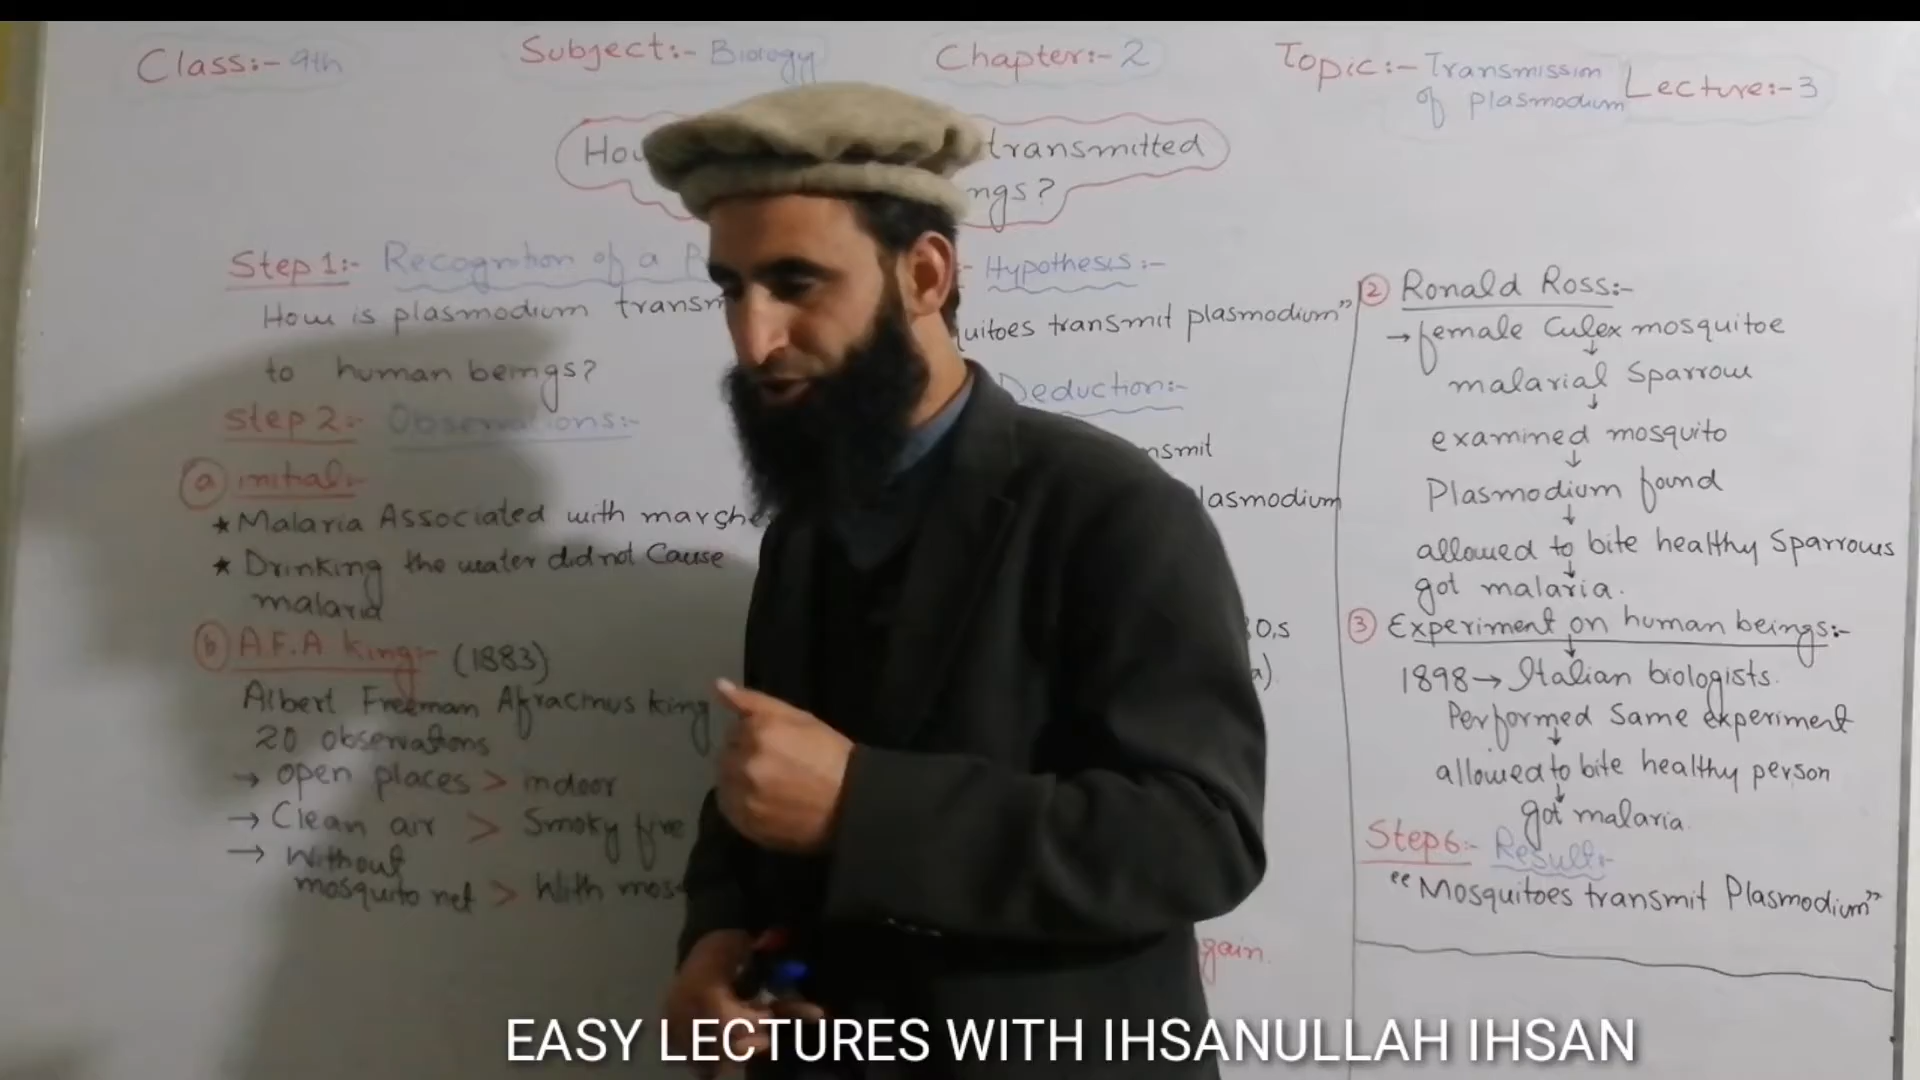 Class:- 9th
Subject:- Biology
Chapter:- 2
Topic:- Transmission
of plasmodium
Lecture:- 3
transmitted
ngs?
Step 1:- Recognition of a
How is plasmodium
to human beings?
Step 2:- Observations:-
a initial:-
★ Malaria Associated with marshe
★ Drinking the water did not Cause
malaria
b A.F.A King:- (1883)
Albert Freeman Afracmus king
20 observations
→ open places > indoor
→ Clean air > Smoky fire
→ Without
mosquito net > With
Hypothesis:-
transmit plasmodium”
Deduction:-
nsmit
lasmodium
0,s
a).
gain.
2 Ronald Ross:-
→ female Culex mosquitoe
↓
malarial Sparrow
↓
examined mosquito
↓
Plasmodium found
↓
allowed to bite healthy Sparrows
↓
got malaria.
3 Experiment on human beings:-
↓
1898 → Italian biologists.
Performed Same experiment
↓
allowed to bite healthy person
↓
got malaria.
Step 6:- Result:-
“Mosquitoes transmit Plasmodium”
EASY LECTURES WITH IHSANULLAH IHSAN